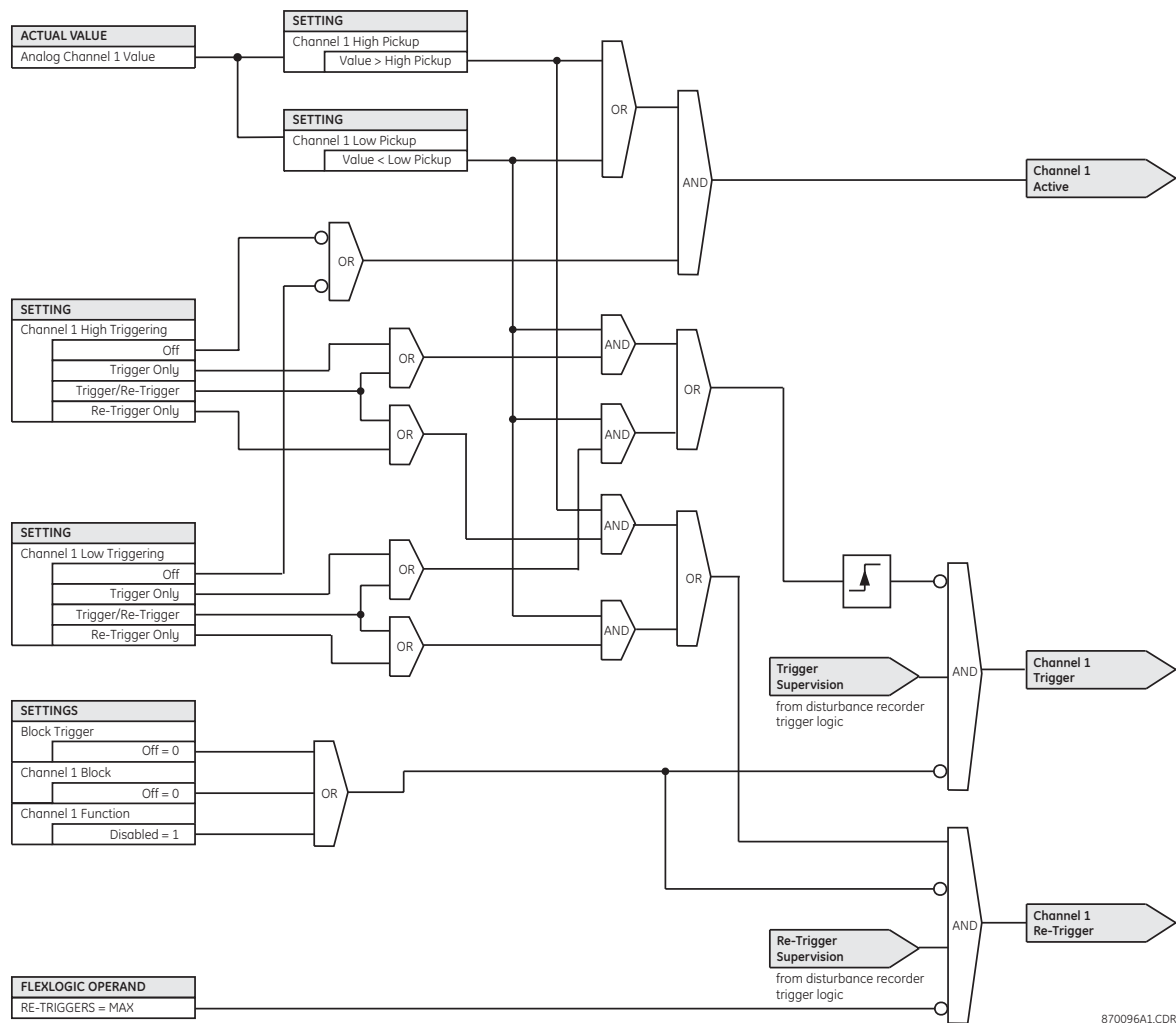 ACTUAL VALUE
Analog Channel 1 Value
SETTING
Channel 1 High Pickup
Value > High Pickup
SETTING
Channel 1 Low Pickup
Value < Low Pickup
OR
AND
Channel 1
Active
OR
SETTING
Channel 1 High Triggering
Off
Trigger Only
Trigger/Re-Trigger
Re-Trigger Only
OR
OR
AND
AND
OR
SETTING
Channel 1 Low Triggering
Off
Trigger Only
Trigger/Re-Trigger
Re-Trigger Only
OR
OR
AND
AND
OR
Trigger
Supervision
from disturbance recorder
trigger logic
AND
Channel 1
Trigger
SETTINGS
Block Trigger
Off = 0
Channel 1 Block
Off = 0
Channel 1 Function
Disabled = 1
OR
Re-Trigger
Supervision
from disturbance recorder
trigger logic
AND
Channel 1
Re-Trigger
FLEXLOGIC OPERAND
RE-TRIGGERS = MAX
870096A1.CDR